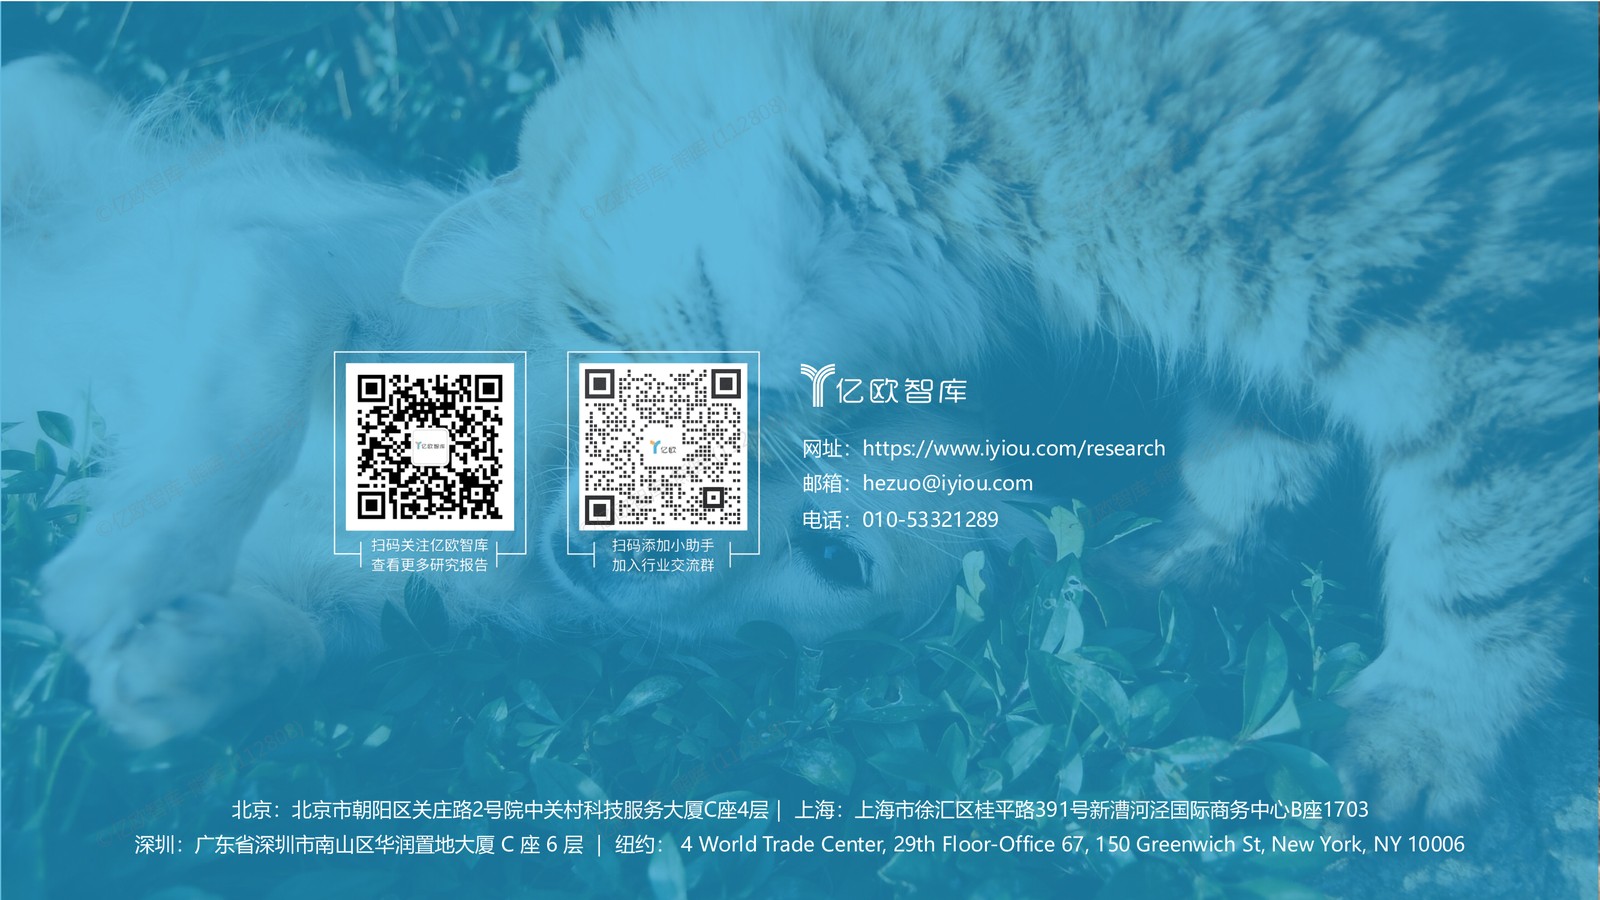 亿欧智库
网址：https://www.iyiou.com/research
邮箱：hezuo@iyiou.com
电话：010-53321289
亿欧智库
亿欧
扫码关注亿欧智库
查看更多研究报告
扫码添加小助手
加入行业交流群
北京：北京市朝阳区关庄路2号院中关村科技服务大厦C座4层 | 上海：上海市徐汇区桂平路391号新漕河泾国际商务中心B座1703
深圳：广东省深圳市南山区华润置地大厦 C 座 6 层 | 纽约： 4 World Trade Center, 29th Floor-Office 67, 150 Greenwich St, New York, NY 10006